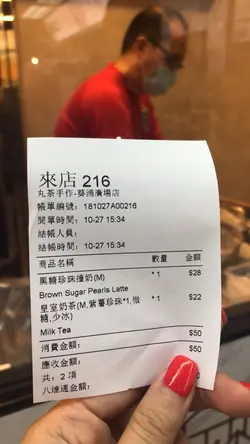 來店 216
丸茶手作-葵涌廣場店
帳單編號: 181027A00216
開單時間: 10-27 15:34
結帳人員:
結帳時間: 10-27 15:34
商品名稱 數量 金額
黑糖珍珠撞奶(M) *1 $28
Brown Sugar Pearls Latte
皇室奶茶(M,紫薯珍珠*1,微糖,少冰) *1 $22
Milk Tea
消費金額: $50
應收金額: $50
共: 2 項
八達通金額: